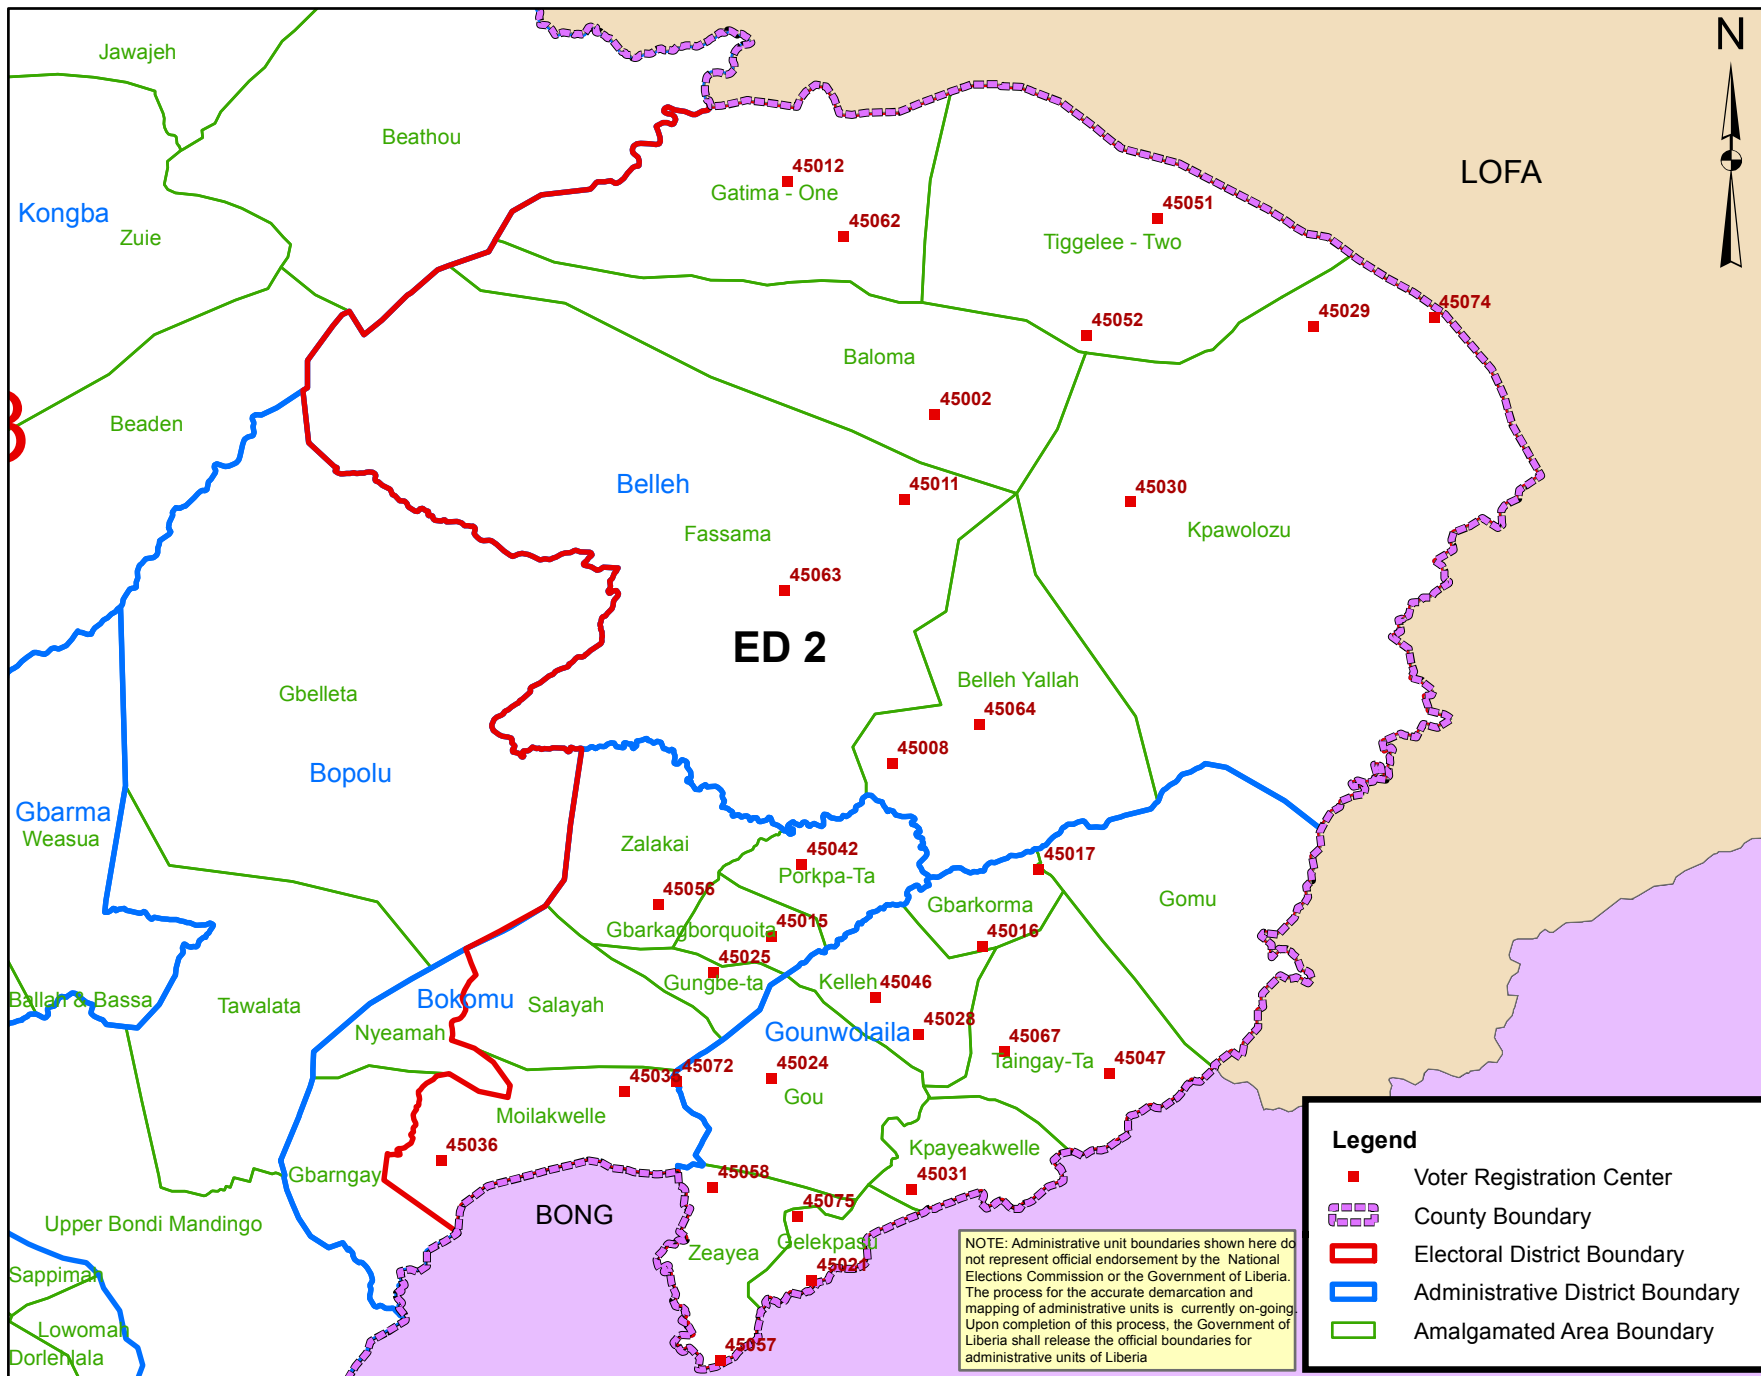 N
Jawajeh
Beathou
LOFA
45012
Gatima - One
45051
Kongba
45062
Zuie
Tiggelee - Two
45074
45029
45052
Baloma
45002
Beaden
3
Belleh
45011
45030
Fassama
Kpawolozu
45063
ED 2
Belleh Yallah
Gbelleta
45064
45008
Bopolu
Gbarma
Weasua
Zalakai
45042
45017
Porkpa-Ta
45056
Gomu
Gbarkorma
45015
Gbarkagborquoita
45016
45025
Gungbe-ta
Kelleh
45046
Ballah & Bassa
Tawalata
Bokomu
Salayah
45028
Gounwolaila
Nyeamah
45067
Taingay-Ta
45047
45072
45024
45035
Gou
Moilakwelle
45036
Kpayeakwelle
Gbarngay
45058
45031
45075
BONG
Upper Bondi Mandingo
Gelekpasu
Zeayea
45021
Sappimah
Lowomah
45057
Dorlenlala
NOTE: Administrative unit boundaries shown here do
not represent official endorsement by the National
Elections Commission or the Government of Liberia.
The process for the accurate demarcation and
mapping of administrative units is currently on-going.
Upon completion of this process, the Government of
Liberia shall release the official boundaries for
administrative units of Liberia
Legend
Voter Registration Center
County Boundary
Electoral District Boundary
Administrative District Boundary
Amalgamated Area Boundary